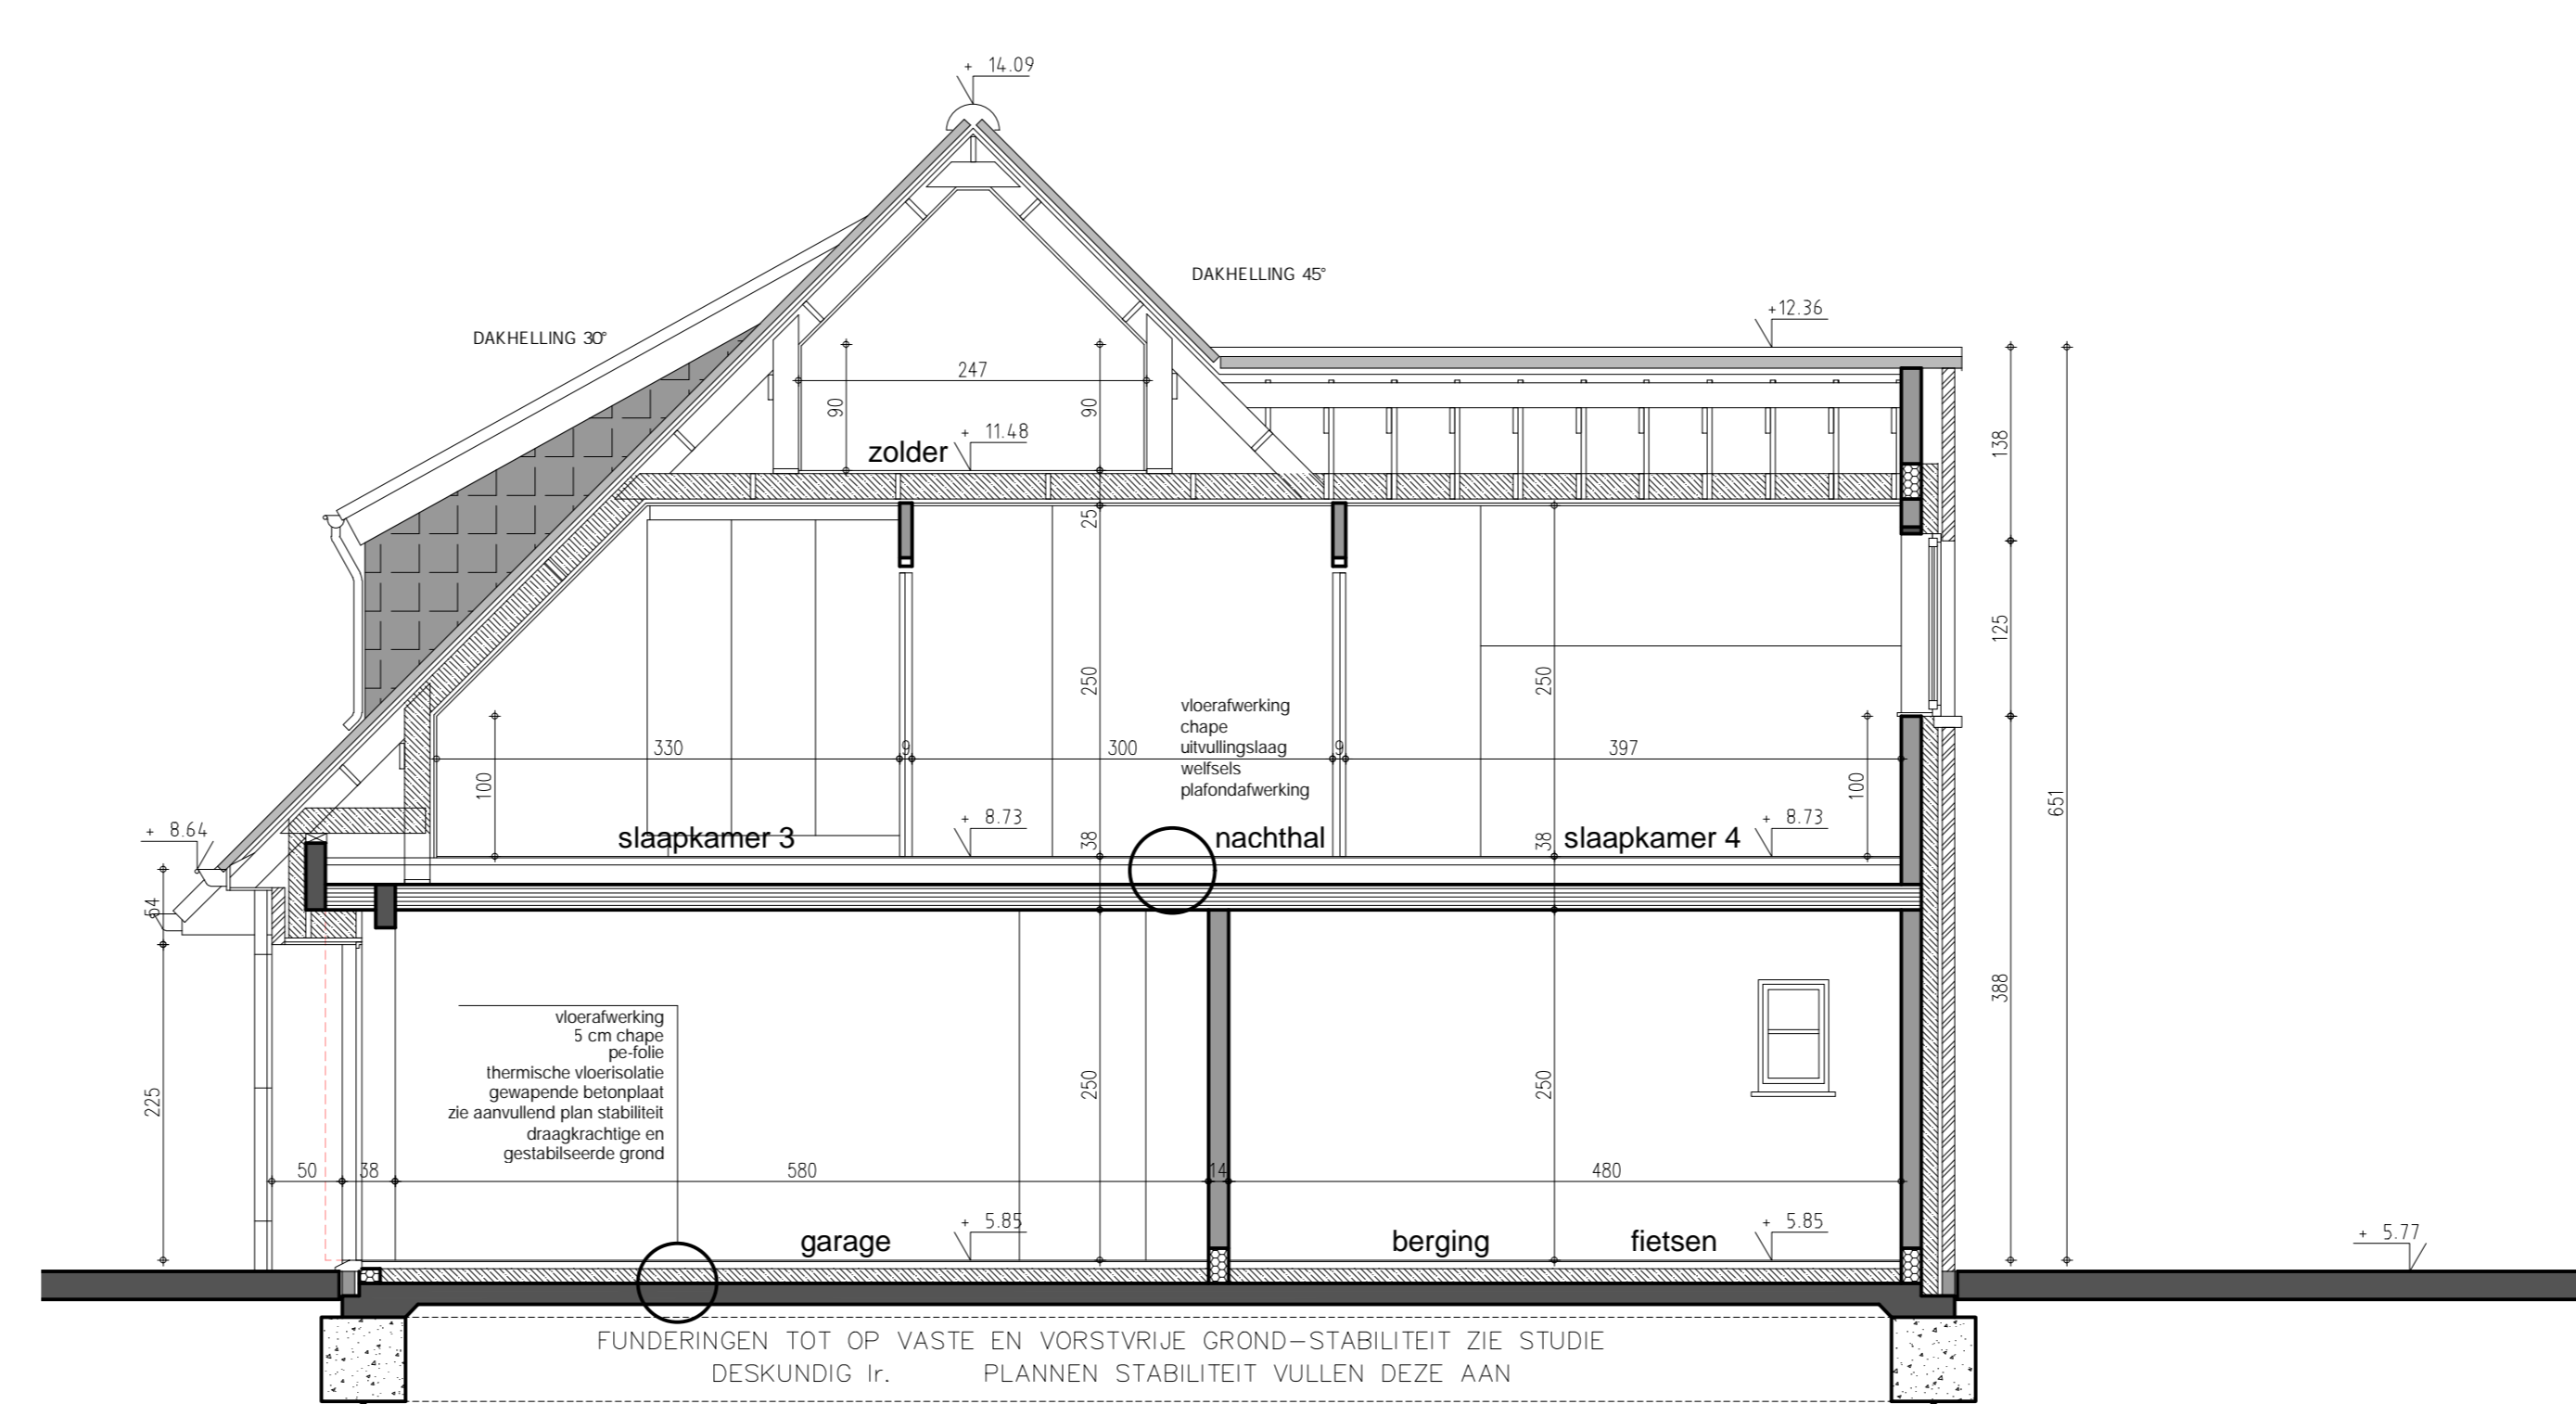 + 14.09
DAKHELLING 45°
+12.36
DAKHELLING 30°
247
90
90
zolder
+ 11.48
138
25
125
250
250
vloerafwerking
chape
uitvullingslaag
welfsels
plafondafwerking
330
9
300
9
397
100
100
651
+ 8.64
slaapkamer 3
+ 8.73
38
nachthal
38
slaapkamer 4
+ 8.73
54
388
vloerafwerking
5 cm chape
pe-folie
thermische vloerisolatie
gewapende betonplaat
zie aanvullend plan stabiliteit
draagkrachtige en
gestabilseerde grond
225
250
250
50
38
580
14
480
garage
+ 5.85
berging
fietsen
+ 5.85
+ 5.77
FUNDERINGEN TOT OP VASTE EN VORSTVRIJE GROND-STABILITEIT ZIE STUDIE
DESKUNDIG Ir. PLANNEN STABILITEIT VULLEN DEZE AAN